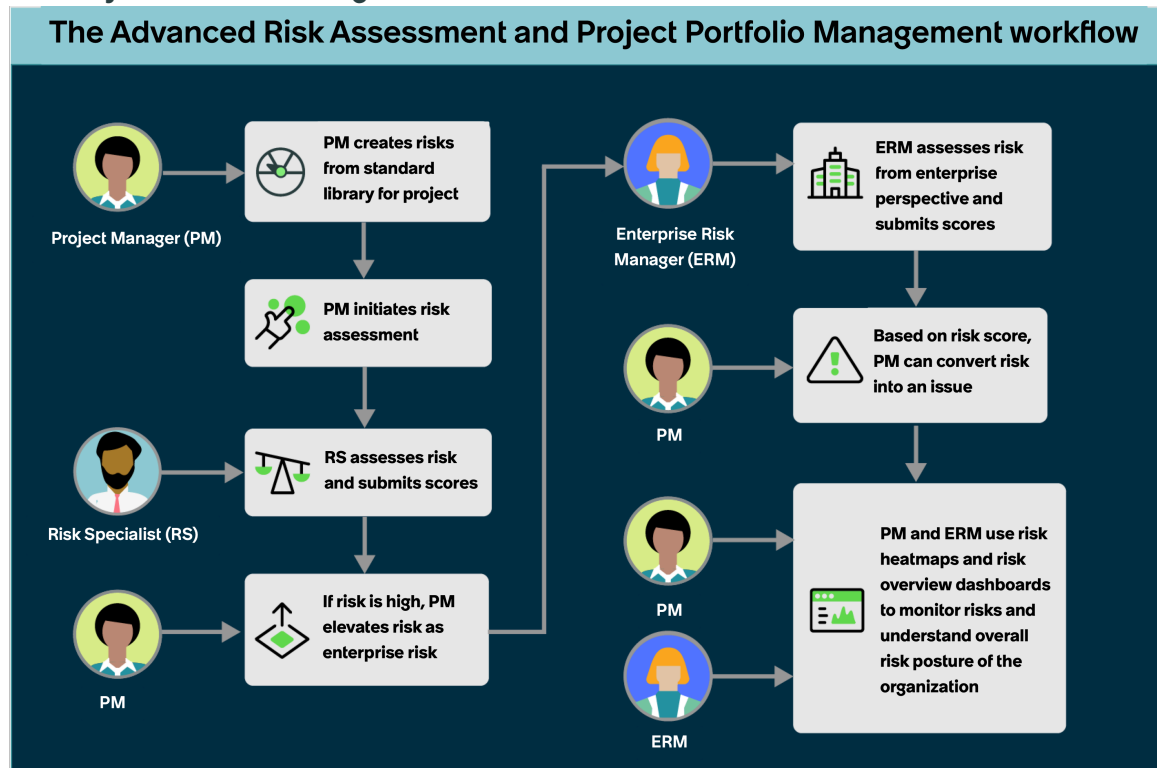 The Advanced Risk Assessment and Project Portfolio Management workflow
Project Manager (PM)
PM creates risks
from standard
library for project
PM initiates risk
assessment
Risk Specialist (RS)
RS assesses risk
and submits scores
PM
If risk is high, PM
elevates risk as
enterprise risk
Enterprise Risk
Manager (ERM)
ERM assesses risk
from enterprise
perspective and
submits scores
PM
Based on risk score,
PM can convert risk
into an issue
PM
ERM
PM and ERM use risk
heatmaps and risk
overview dashboards
to monitor risks and
understand overall
risk posture of the
organization